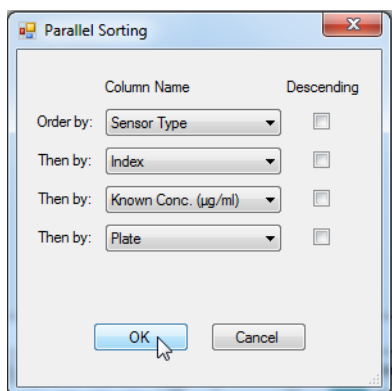 Parallel Sorting
Column Name Descending
Order by: Sensor Type
Then by: Index
Then by: Known Conc. (µg/ml)
Then by: Plate
OK Cancel